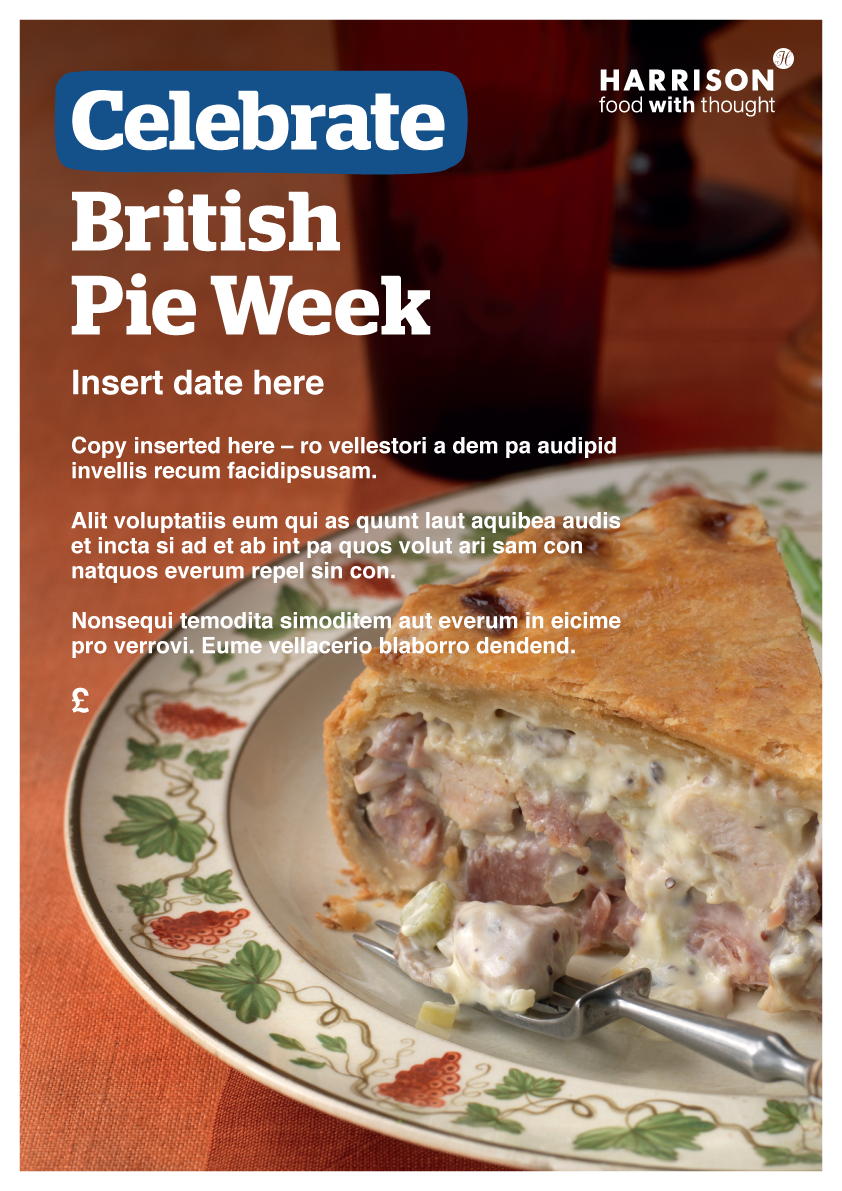 Celebrate
HARRISON
food with thought
British
Pie Week
Insert date here
Copy inserted here – ro vellestori a dem pa audipid
invellis recum facidipsusam.
Alit voluptatiis eum qui as quunt laut aquibea audis
et incta si ad et ab int pa quos volut ari sam con
natquos everum repel sin con.
Nonsequi temodita simoditem aut everum in eicime
pro verrovi. Eume vellacerio blaborro dendend.
£